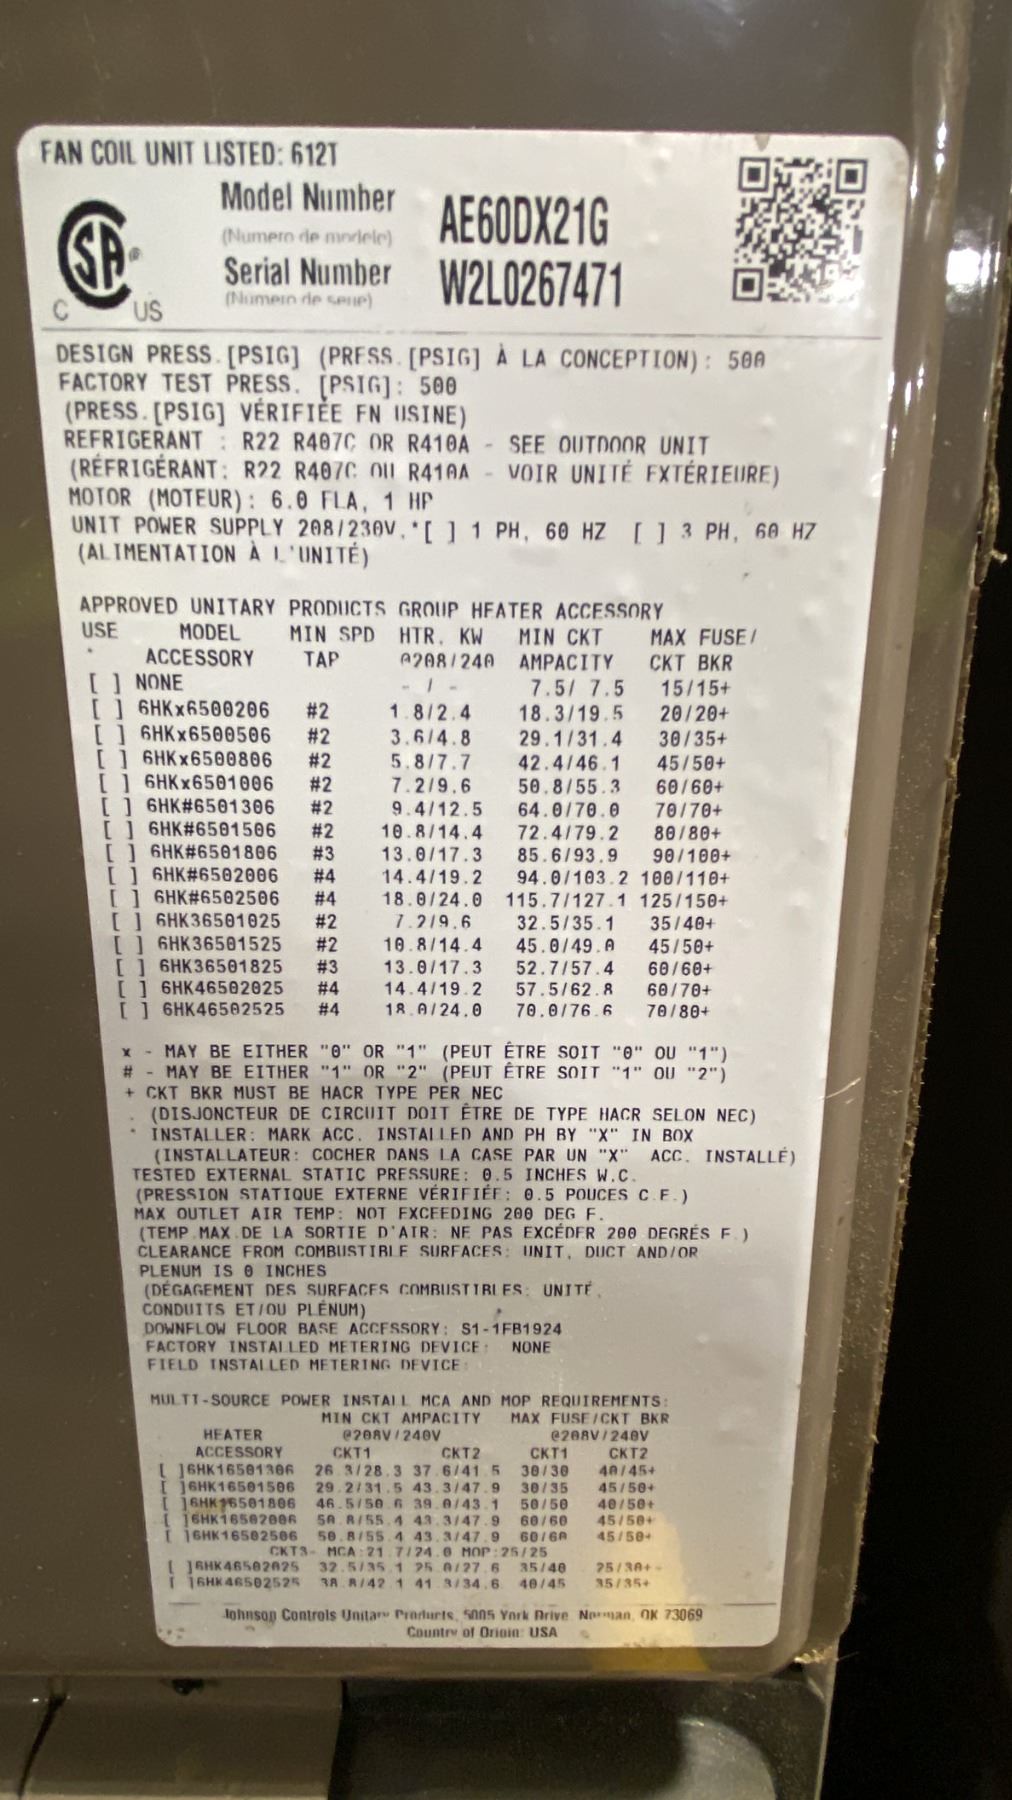 FAN COIL UNIT LISTED: 612T
Model Number
(Numero de modele)
AE60DX21G
Serial Number
(Numero de serie)
W2L0267471
SA
C US
DESIGN PRESS.[PSIG] (PRESS.[PSIG] À LA CONCEPTION): 500
FACTORY TEST PRESS. [PSIG]: 500
(PRESS.[PSIG] VÉRIFIÉE EN USINE)
REFRIGERANT : R22 R407C OR R410A - SEE OUTDOOR UNIT
(RÉFRIGÉRANT: R22 R407C OU R410A - VOIR UNITÉ EXTÉRIEURE)
MOTOR (MOTEUR): 6.0 FLA, 1 HP
UNIT POWER SUPPLY 208/230V,*[ ] 1 PH, 60 HZ [ ] 3 PH, 60 HZ
(ALIMENTATION À L'UNITÉ)
APPROVED UNITARY PRODUCTS GROUP HEATER ACCESSORY
USE MODEL MIN SPD HTR. KW MIN CKT MAX FUSE/
* ACCESSORY TAP @208/240 AMPACITY CKT BKR
[ ] NONE - / - 7.5/ 7.5 15/15+
[ ] 6HKx6500206 #2 1.8/2.4 18.3/19.5 20/20+
[ ] 6HKx6500506 #2 3.6/4.8 29.1/31.4 30/35+
[ ] 6HKx6500806 #2 5.8/7.7 42.4/46.1 45/50+
[ ] 6HKx6501006 #2 7.2/9.6 50.8/55.3 60/60+
[ ] 6HK#6501306 #2 9.4/12.5 64.0/70.0 70/70+
[ ] 6HK#6501506 #2 10.8/14.4 72.4/79.2 80/80+
[ ] 6HK#6501806 #3 13.0/17.3 85.6/93.9 90/100+
[ ] 6HK#6502006 #4 14.4/19.2 94.0/103.2 100/110+
[ ] 6HK#6502506 #4 18.0/24.0 115.7/127.1 125/150+
[ ] 6HK36501025 #2 7.2/9.6 32.5/35.1 35/40+
[ ] 6HK36501525 #2 10.8/14.4 45.0/49.0 45/50+
[ ] 6HK36501825 #3 13.0/17.3 52.7/57.4 60/60+
[ ] 6HK46502025 #4 14.4/19.2 57.5/62.8 60/70+
[ ] 6HK46502525 #4 18.0/24.0 70.0/76.6 70/80+
x - MAY BE EITHER "0" OR "1" (PEUT ÊTRE SOIT "0" OU "1")
# - MAY BE EITHER "1" OR "2" (PEUT ÊTRE SOIT "1" OU "2")
+ CKT BKR MUST BE HACR TYPE PER NEC
(DISJONCTEUR DE CIRCUIT DOIT ÊTRE DE TYPE HACR SELON NEC)
* INSTALLER: MARK ACC. INSTALLED AND PH BY "X" IN BOX
(INSTALLATEUR: COCHER DANS LA CASE PAR UN "X" ACC. INSTALLÉ)
TESTED EXTERNAL STATIC PRESSURE: 0.5 INCHES W.C.
(PRESSION STATIQUE EXTERNE VÉRIFIÉE: 0.5 POUCES C.E.)
MAX OUTLET AIR TEMP: NOT EXCEEDING 200 DEG F.
(TEMP.MAX.DE LA SORTIE D'AIR: NE PAS EXCÉDER 200 DEGRÉS F.)
CLEARANCE FROM COMBUSTIBLE SURFACES: UNIT, DUCT AND/OR
PLENUM IS 0 INCHES
(DÉGAGEMENT DES SURFACES COMBUSTIBLES: UNITÉ,
CONDUITS ET/OU PLÉNUM)
DOWNFLOW FLOOR BASE ACCESSORY: S1-1FB1924
FACTORY INSTALLED METERING DEVICE: NONE
FIELD INSTALLED METERING DEVICE:
MULTI-SOURCE POWER INSTALL MCA AND MOP REQUIREMENTS:
MIN CKT AMPACITY MAX FUSE/CKT BKR
HEATER @208V/240V @208V/240V
ACCESSORY CKT1 CKT2 CKT1 CKT2
[ ]6HK16501306 26.3/28.3 37.6/41.5 30/30 40/45+
[ ]6HK16501506 29.2/31.5 43.3/47.9 30/35 45/50+
[ ]6HK16501806 46.5/50.6 39.0/43.1 50/50 40/50+
[ ]6HK16502006 50.8/55.4 43.3/47.9 60/60 45/50+
[ ]6HK16502506 50.8/55.4 43.3/47.9 60/60 45/50+
CKT3- MCA:21.7/24.0 MOP:25/25
[ ]6HK46502025 32.5/35.1 25.0/27.6 35/40 25/30+
[ ]6HK46502525 38.8/42.1 41.3/34.6 40/45 35/35+
Johnson Controls Unitary Products, 5005 York Drive Norman, OK 73069
Country of Origin: USA